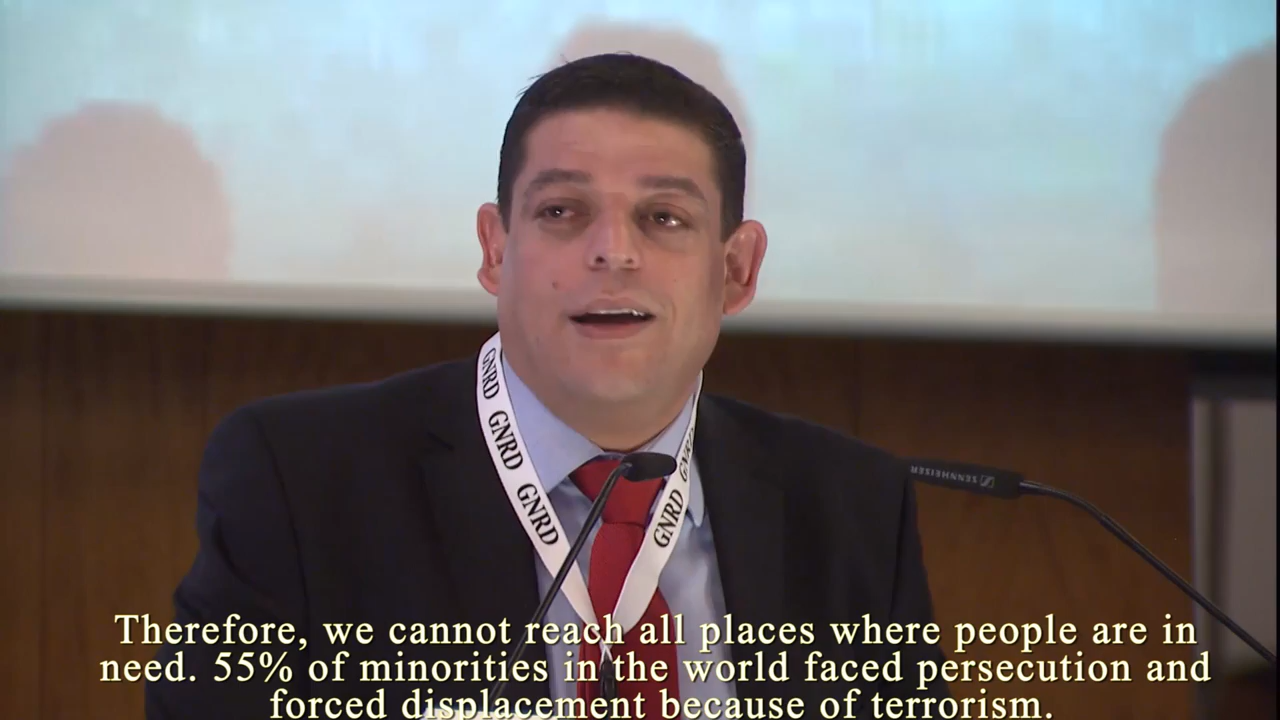 GNRD
GNRD
GNRD
GNRD
GNRD
SENNHEISER
Therefore, we cannot reach all places where people are in
need. 55% of minorities in the world faced persecution and
forced displacement because of terrorism.